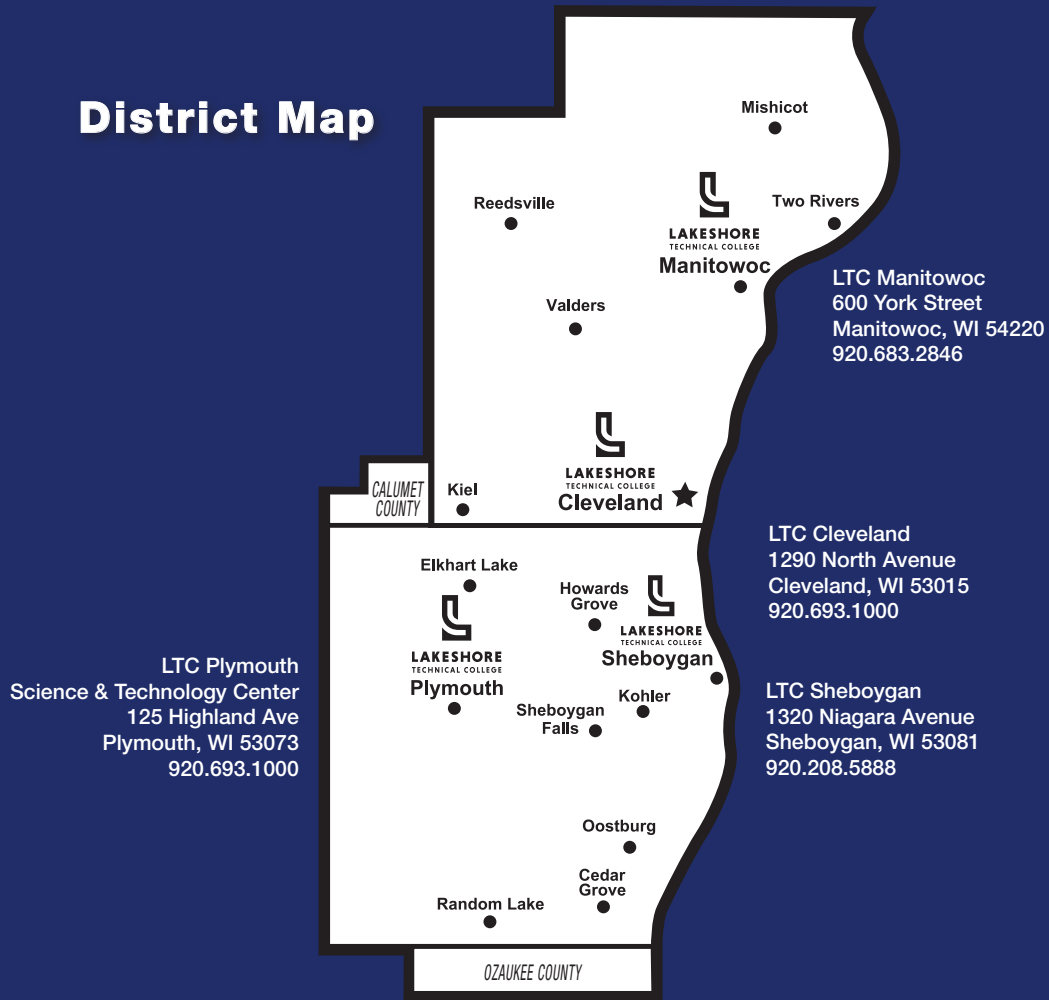 District Map
Mishicot
Reedsville
Two Rivers
LAKESHORE
TECHNICAL COLLEGE
Manitowoc
LTC Manitowoc
600 York Street
Manitowoc, WI 54220
920.683.2846
Valders
LAKESHORE
TECHNICAL COLLEGE
Cleveland
CALUMET
COUNTY
Kiel
LTC Cleveland
1290 North Avenue
Cleveland, WI 53015
920.693.1000
Elkhart Lake
Howards
Grove
LAKESHORE
TECHNICAL COLLEGE
Sheboygan
LAKESHORE
TECHNICAL COLLEGE
Plymouth
LTC Plymouth
Science & Technology Center
125 Highland Ave
Plymouth, WI 53073
920.693.1000
Kohler
Sheboygan
Falls
LTC Sheboygan
1320 Niagara Avenue
Sheboygan, WI 53081
920.208.5888
Oostburg
Cedar
Grove
Random Lake
OZAUKEE COUNTY